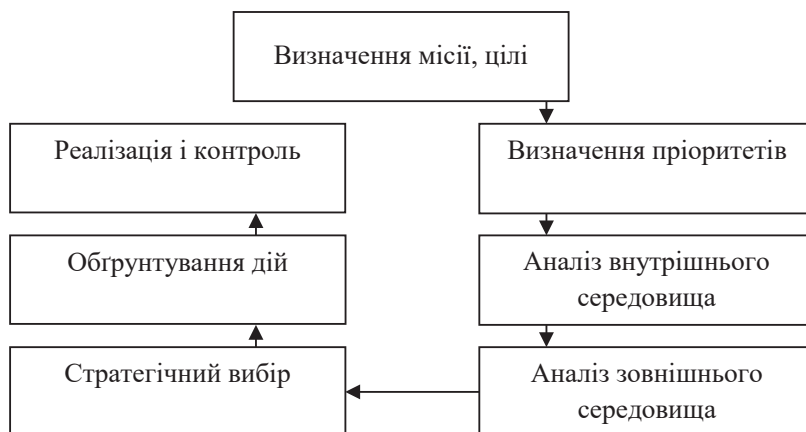 Визначення місії, цілі
Реалізація і контроль
Визначення пріоритетів
Обґрунтування дій
Аналіз внутрішнього
середовища
Стратегічний вибір
Аналіз зовнішнього
середовища